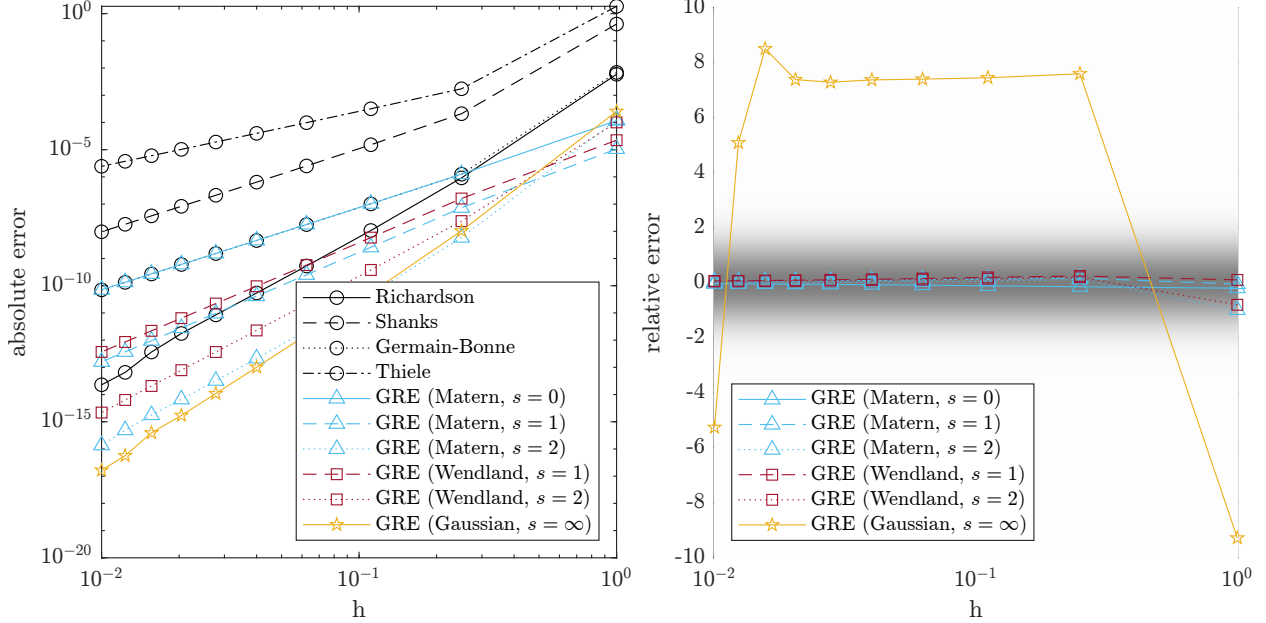 absolute error
10^0
10^-5
10^-10
10^-15
10^-20
10^-2
10^-1
10^0
h
Richardson
Shanks
Germain-Bonne
Thiele
GRE (Matern, s = 0)
GRE (Matern, s = 1)
GRE (Matern, s = 2)
GRE (Wendland, s = 1)
GRE (Wendland, s = 2)
GRE (Gaussian, s = ∞)
relative error
10
8
6
4
2
0
-2
-4
-6
-8
-10
10^-2
10^-1
10^0
h
GRE (Matern, s = 0)
GRE (Matern, s = 1)
GRE (Matern, s = 2)
GRE (Wendland, s = 1)
GRE (Wendland, s = 2)
GRE (Gaussian, s = ∞)